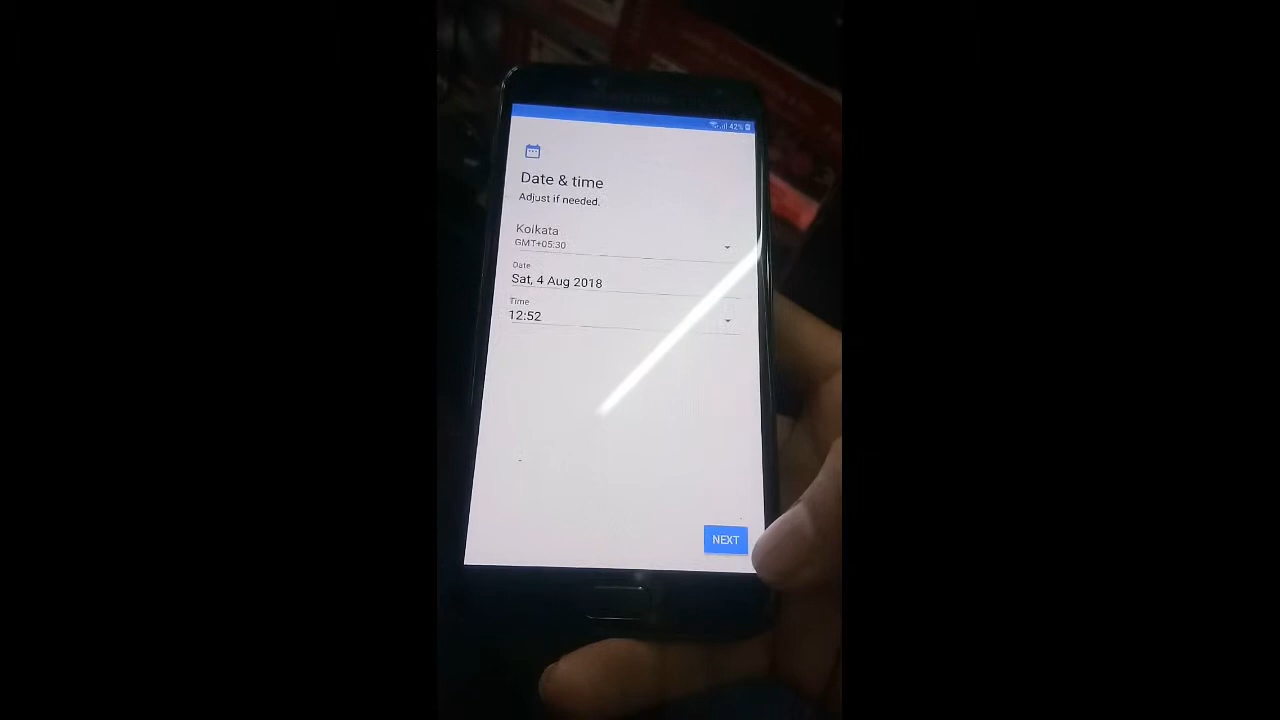 42%
Date & time
Adjust if needed.
Kolkata
GMT+05:30
Date
Sat, 4 Aug 2018
Time
12:52
NEXT